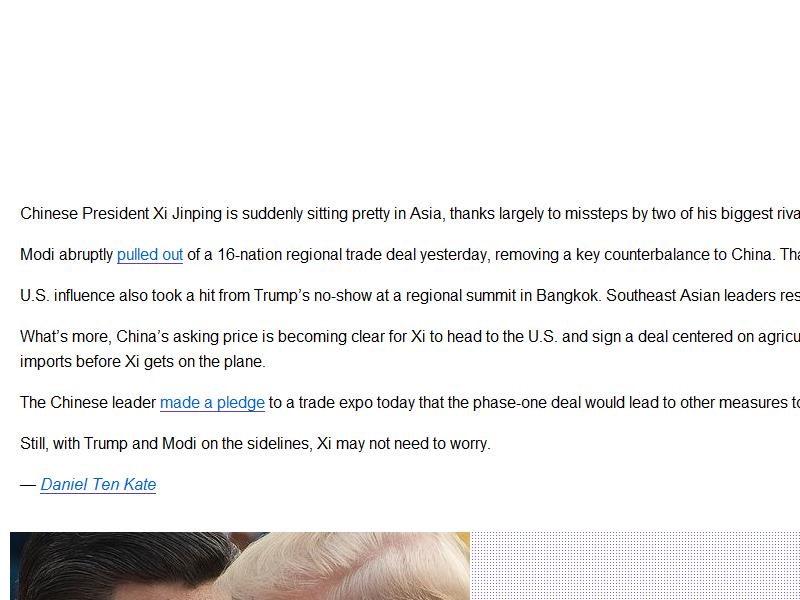 Chinese President Xi Jinping is suddenly sitting pretty in Asia, thanks largely to missteps by two of his biggest
Modi abruptly pulled out of a 16-nation regional trade deal yesterday, removing a key counterbalance to China.
U.S. influence also took a hit from Trump’s no-show at a regional summit in Bangkok. Southeast Asian leaders
What’s more, China’s asking price is becoming clear for Xi to head to the U.S. and sign a deal centered on
imports before Xi gets on the plane.
The Chinese leader made a pledge to a trade expo today that the phase-one deal would lead to other measures
Still, with Trump and Modi on the sidelines, Xi may not need to worry.
— Daniel Ten Kate